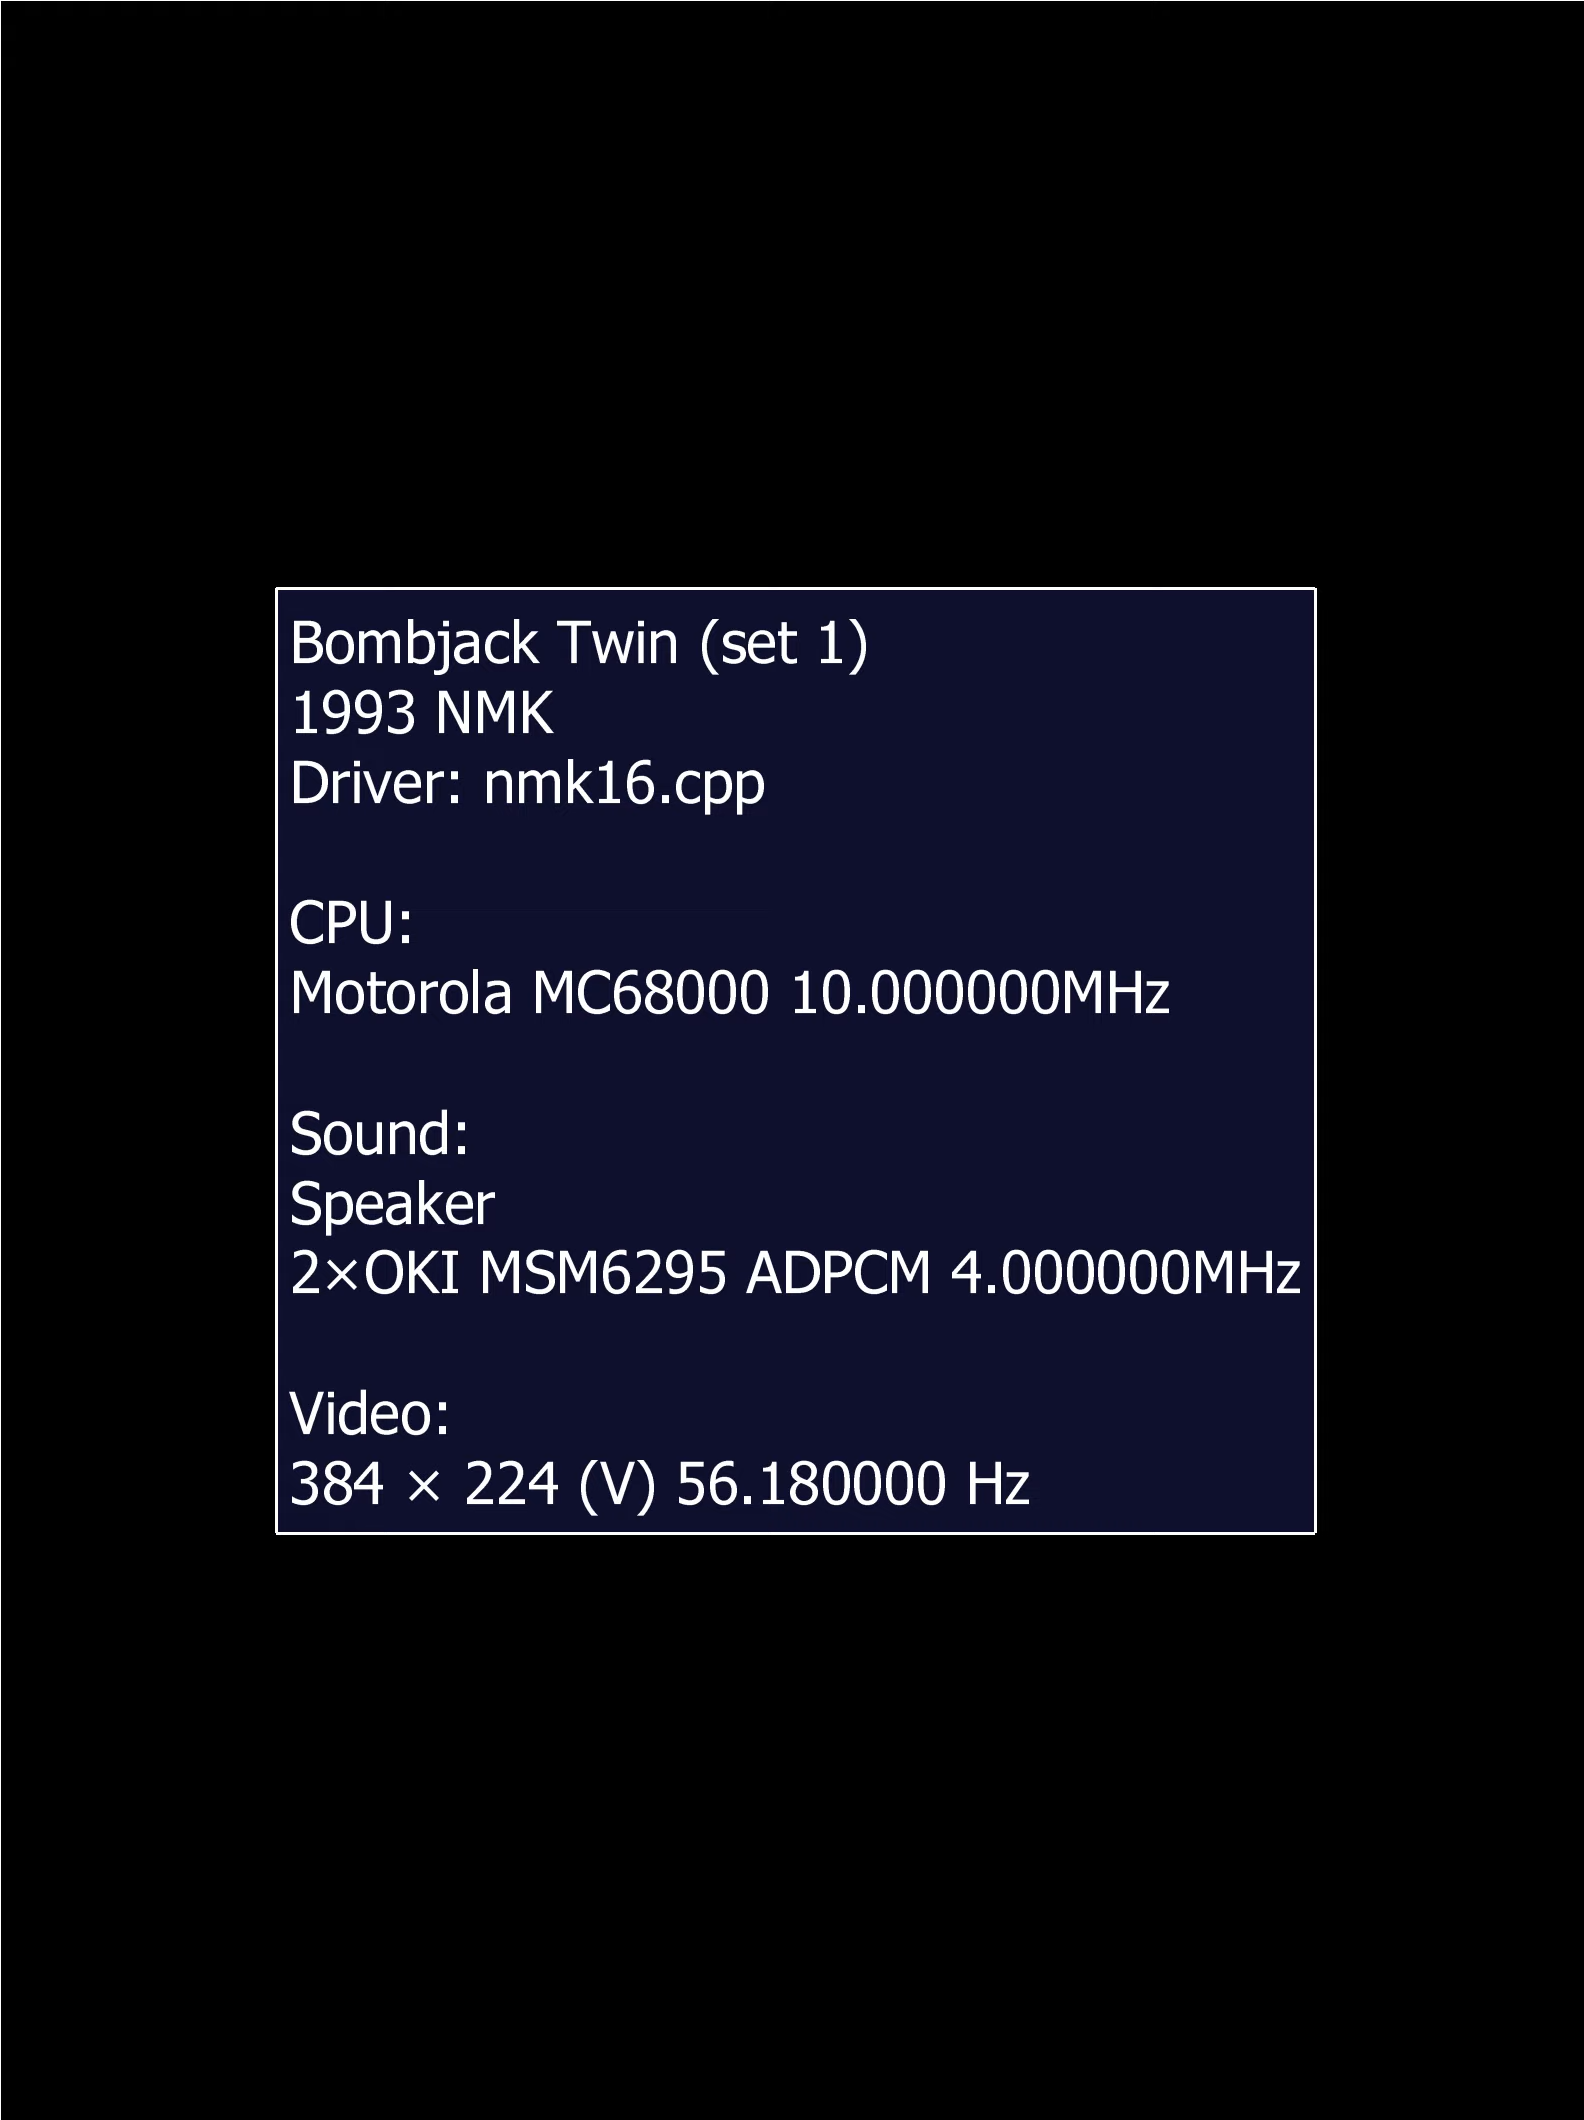 Bombjack Twin (set 1)
1993 NMK
Driver: nmk16.cpp
CPU:
Motorola MC68000 10.000000MHz
Sound:
Speaker
2×OKI MSM6295 ADPCM 4.000000MHz
Video:
384 × 224 (V) 56.180000 Hz